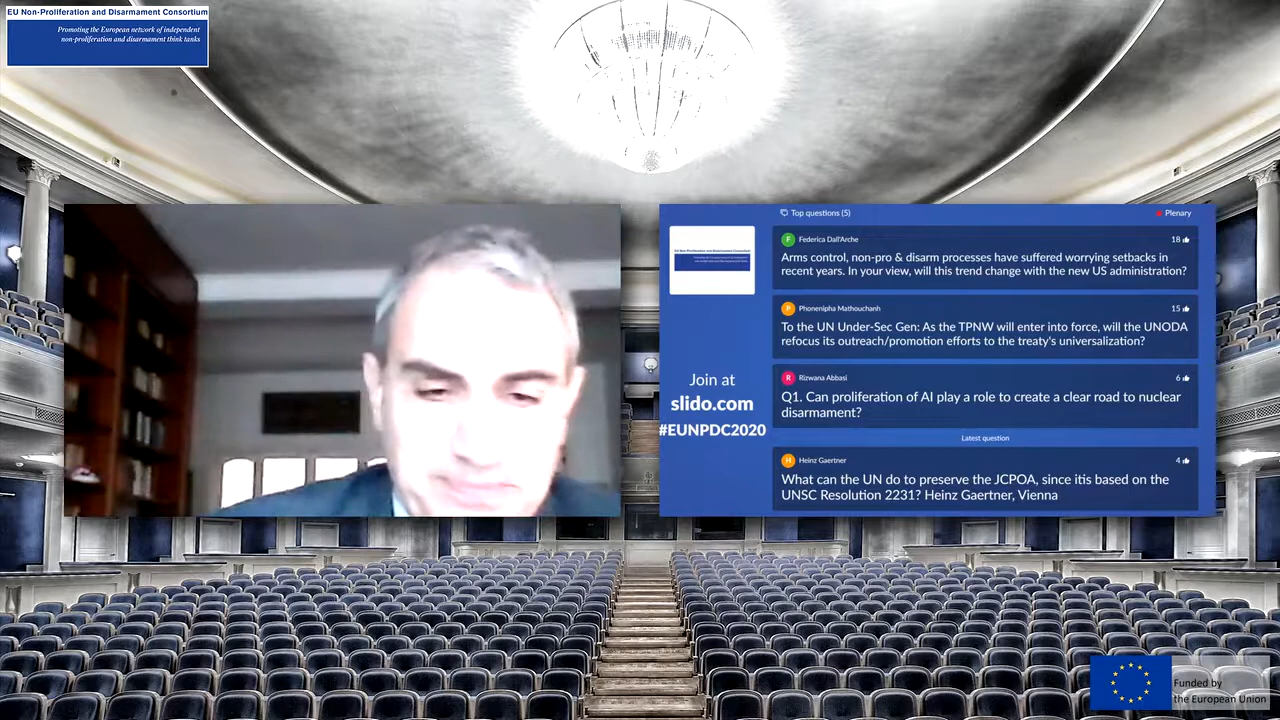 EU Non-Proliferation and Disarmament Consortium
Promoting the European network of independent
non-proliferation and disarmament think tanks
Top questions (5)
Plenary
F
Federica Dall'Arche
18
Arms control, non-pro & disarm processes have suffered worrying setbacks in
recent years. In your view, will this trend change with the new US administration?
P
Phonenipha Mathouchanh
15
To the UN Under-Sec Gen: As the TPNW will enter into force, will the UNODA
refocus its outreach/promotion efforts to the treaty's universalization?
R
Rizwana Abbasi
6
Q1. Can proliferation of AI play a role to create a clear road to nuclear
disarmament?
Latest question
H
Heinz Gaertner
4
What can the UN do to preserve the JCPOA, since itis based on the
UNSC Resolution 2231? Heinz Gaertner, Vienna
EU Non-Proliferation and Disarmament Consortium
Join at
slido.com
#EUNPDC2020
Funded by
the European Union